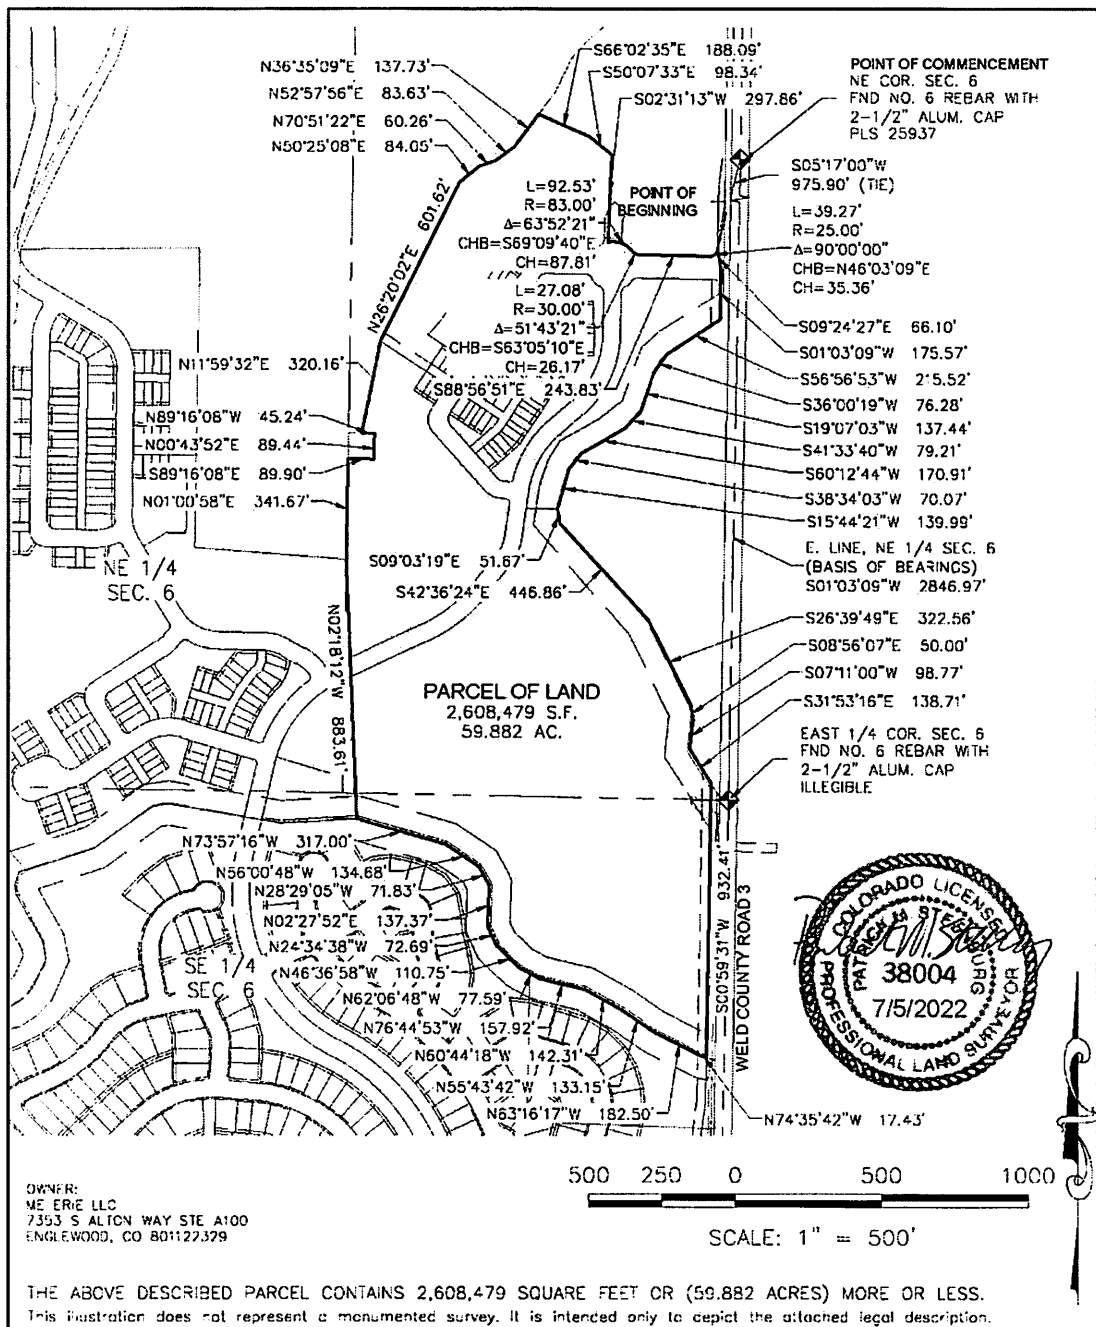 S66°02'35"E 188.09'
N36°35'09"E 137.73'
S50°07'33"E 98.34'
N52°57'56"E 83.63'
S02°31'13"W 297.86'
N70°51'22"E 60.26'
N50°25'08"E 84.05'
POINT OF COMMENCEMENT
NE COR. SEC. 6
FND NO. 6 REBAR WITH
2-1/2" ALUM. CAP
PLS 25937
S05°17'00"W
975.90' (TIE)
L=39.27'
R=25.00'
Δ=90°00'00"
CHB=N46°03'09"E
CH=35.36'
L=92.53'
R=83.00'
Δ=63°52'21"
CHB=S69°09'40"E
CH=87.81'
POINT OF
BEGINNING
N26°20'02"E 601.62'
L=27.08'
R=30.00'
Δ=51°43'21"
CHB=S63°05'10"E
CH=26.17'
S88°56'51"E 243.83'
N11°59'32"E 320.16'
N89°16'08"W 45.24'
N00°43'52"E 89.44'
S89°16'08"E 89.90'
N01°00'58"E 341.67'
S09°24'27"E 66.10'
S01°03'09"W 175.57'
S56°56'53"W 215.52'
S36°00'19"W 76.28'
S19°07'03"W 137.44'
S41°33'40"W 79.21'
S60°12'44"W 170.91'
S38°34'03"W 70.07'
S15°44'21"W 139.99'
E. LINE, NE 1/4 SEC. 6
(BASIS OF BEARINGS)
S01°03'09"W 2846.97'
S09°03'19"E 51.67'
S42°36'24"E 446.86'
NE 1/4
SEC. 6
S26°39'49"E 322.56'
S08°56'07"E 50.00'
S07°11'00"W 98.77'
S31°53'16"E 138.71'
N02°18'12"W 883.61'
PARCEL OF LAND
2,608,479 S.F.
59.882 AC.
EAST 1/4 COR. SEC. 6
FND NO. 6 REBAR WITH
2-1/2" ALUM. CAP
ILLEGIBLE
N73°57'16"W 317.00'
N56°00'48"W 134.68'
N28°29'05"W 71.83'
N02°27'52"E 137.37'
N24°34'38"W 72.69'
N46°36'58"W 110.75'
N62°06'48"W 77.59'
N76°44'53"W 157.92'
N60°44'18"W 142.31'
N55°43'42"W 133.15'
N63°16'17"W 182.50'
N74°35'42"W 17.43'
SE 1/4
SEC 6
S00°59'31"W 932.41'
WELD COUNTY ROAD 3
COLORADO LICENSED
PATRICK M STEENBURG
38004
7/5/2022
PROFESSIONAL LAND SURVEYOR
OWNER:
ME ERIE LLC
7353 S ALTON WAY STE A100
ENGLEWOOD, CO 801122329
500 250 0 500 1000
SCALE: 1" = 500'
THE ABOVE DESCRIBED PARCEL CONTAINS 2,608,479 SQUARE FEET OR (59.882 ACRES) MORE OR LESS.
This illustration does not represent a monumented survey. It is intended only to depict the attached legal description.